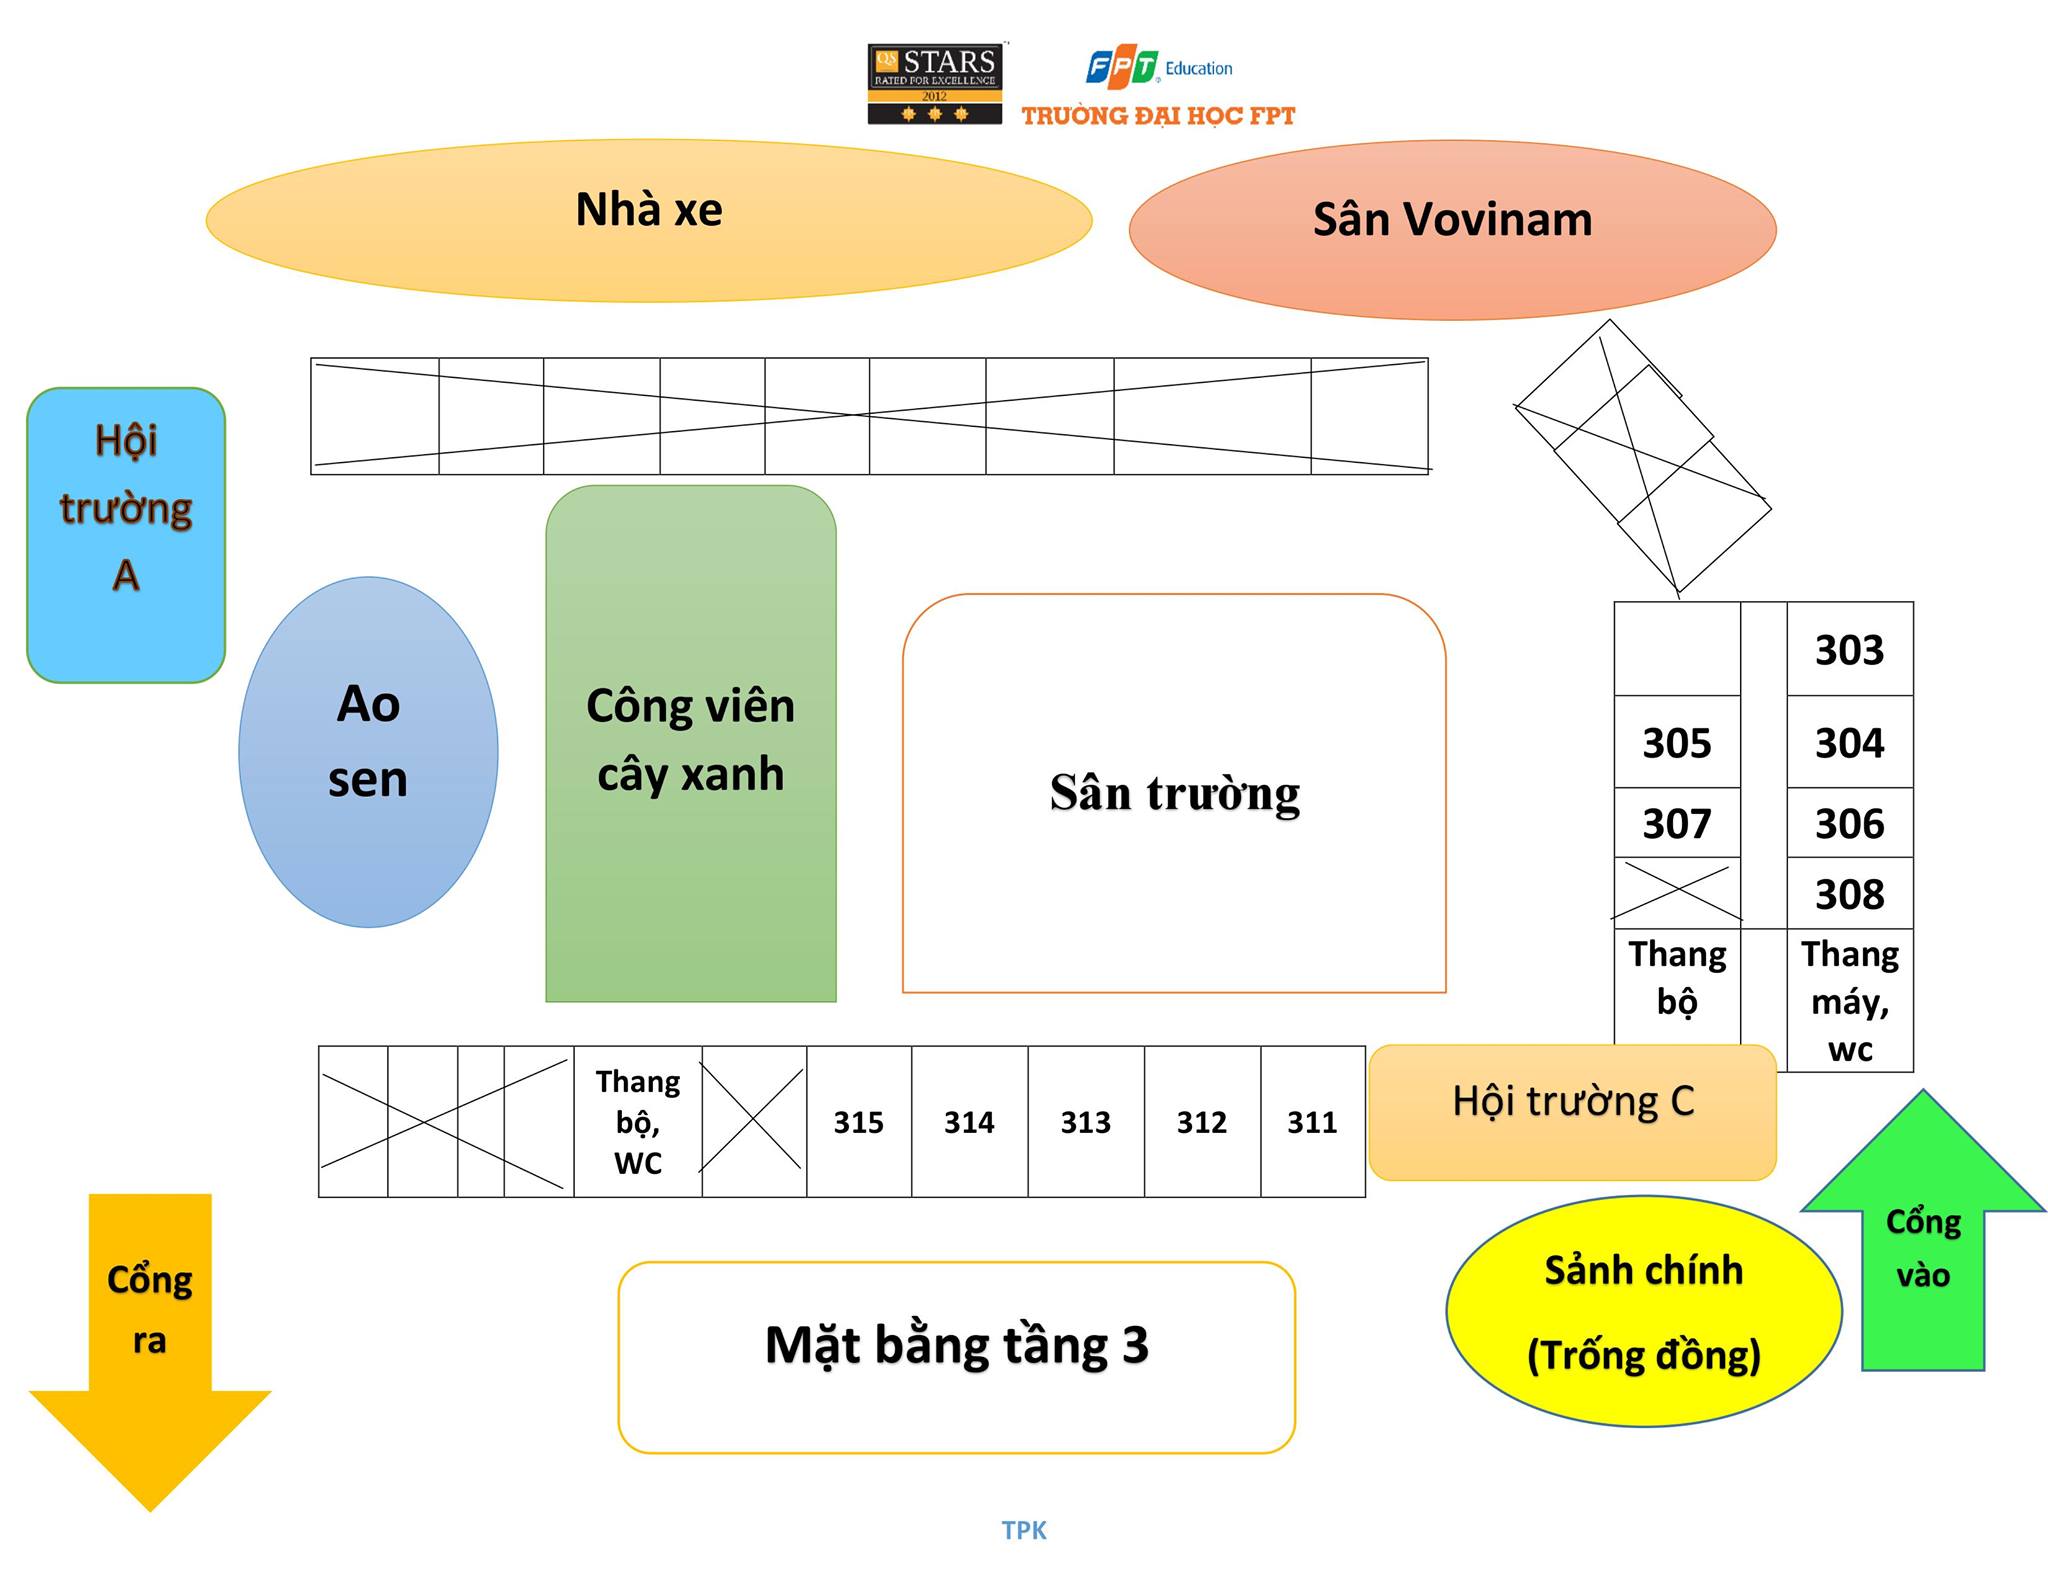 QS STARS
RATED FOR EXCELLENCE
2012
FPT Education
TRƯỜNG ĐẠI HỌC FPT
Nhà xe
Sân Vovinam
Hội
trường
A
Ao
sen
Công viên
cây xanh
Sân trường
303
305
304
307
306
308
Thang
bộ
Thang
máy,
wc
Thang
bộ,
WC
315
314
313
312
311
Hội trường C
Cổng
vào
Sảnh chính
(Trống đồng)
Cổng
ra
Mặt bằng tầng 3
TPK